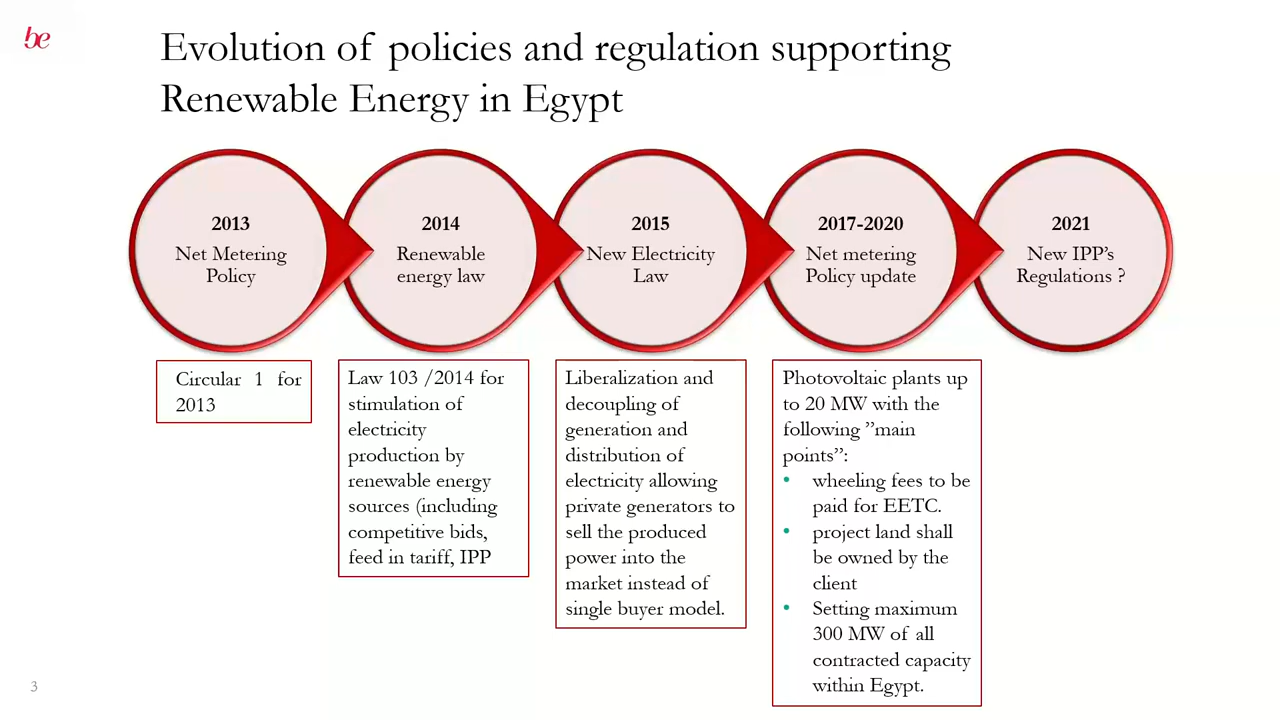 be
Evolution of policies and regulation supporting
Renewable Energy in Egypt
2013
Net Metering
Policy
2014
Renewable
energy law
2015
New Electricity
Law
2017-2020
Net metering
Policy update
2021
New IPP’s
Regulations ?
Circular 1 for
2013
Law 103 /2014 for
stimulation of
electricity
production by
renewable energy
sources (including
competitive bids,
feed in tariff, IPP
Liberalization and
decoupling of
generation and
distribution of
electricity allowing
private generators to
sell the produced
power into the
market instead of
single buyer model.
Photovoltaic plants up
to 20 MW with the
following ”main
points”:
• wheeling fees to be
paid for EETC.
• project land shall
be owned by the
client
• Setting maximum
300 MW of all
contracted capacity
within Egypt.
3